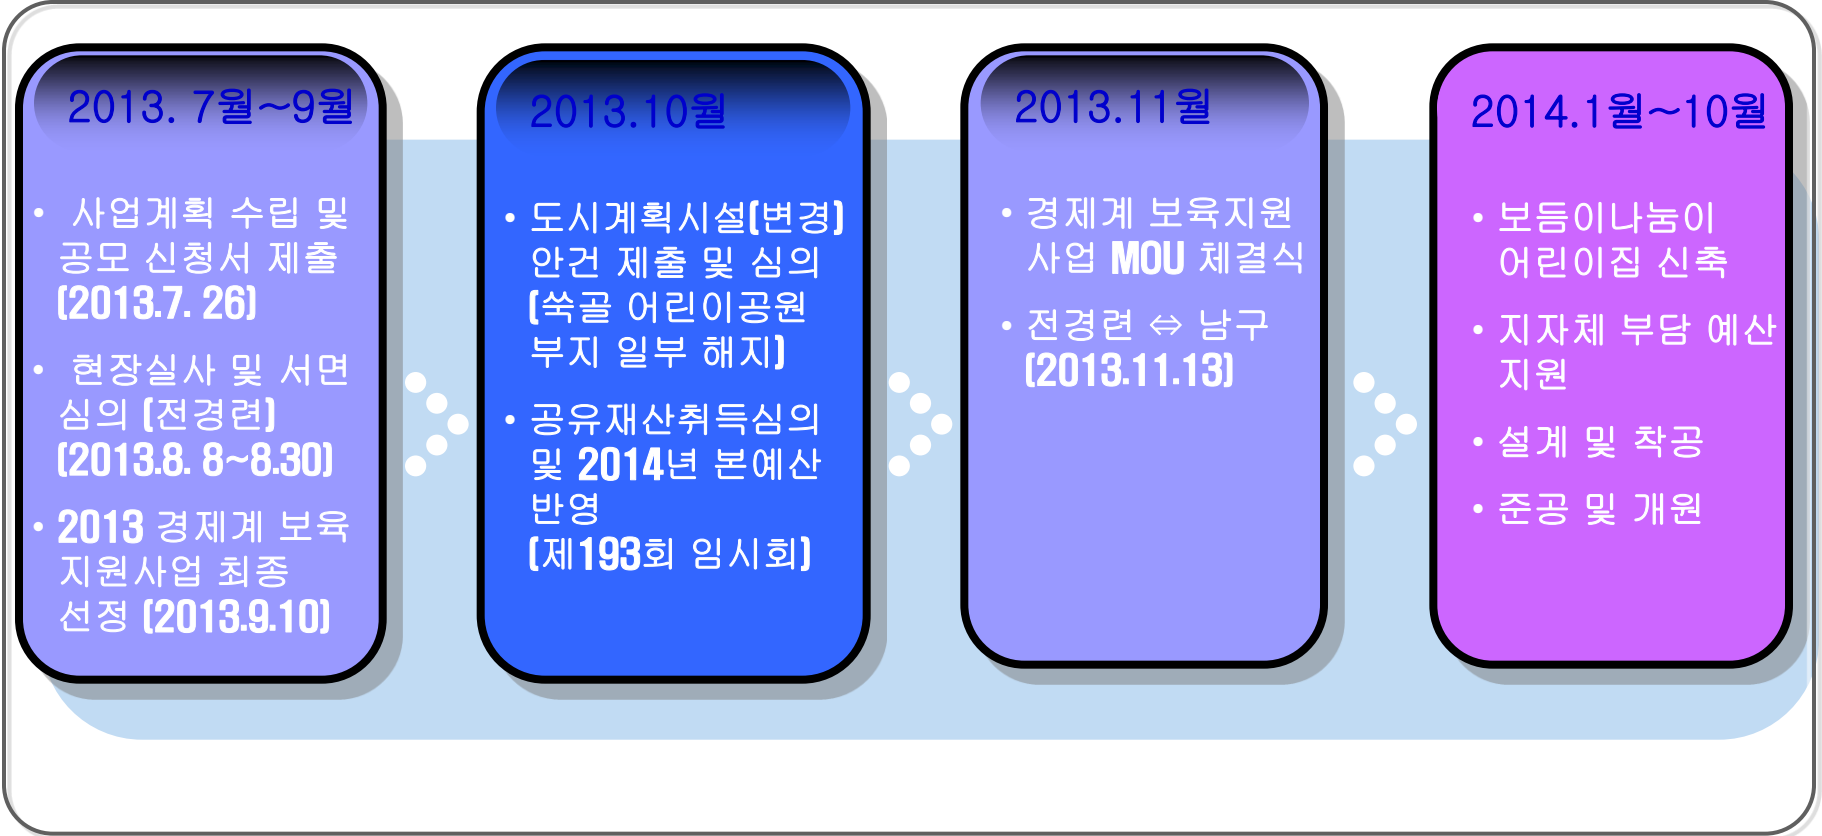 2013. 7월~9월
• 사업계획 수립 및
공모 신청서 제출
(2013.7. 26)
• 현장실사 및 서면
심의 (전경련)
(2013.8. 8~8.30)
• 2013 경제계 보육
지원사업 최종
선정 (2013.9.10)
2013.10월
• 도시계획시설(변경)
안건 제출 및 심의
(쑥골 어린이공원
부지 일부 해지)
• 공유재산취득심의
및 2014년 본예산
반영
(제193회 임시회)
2013.11월
• 경제계 보육지원
사업 MOU 체결식
• 전경련 ⇔ 남구
(2013.11.13)
2014.1월~10월
• 보듬이나눔이
어린이집 신축
• 지자체 부담 예산
지원
• 설계 및 착공
• 준공 및 개원